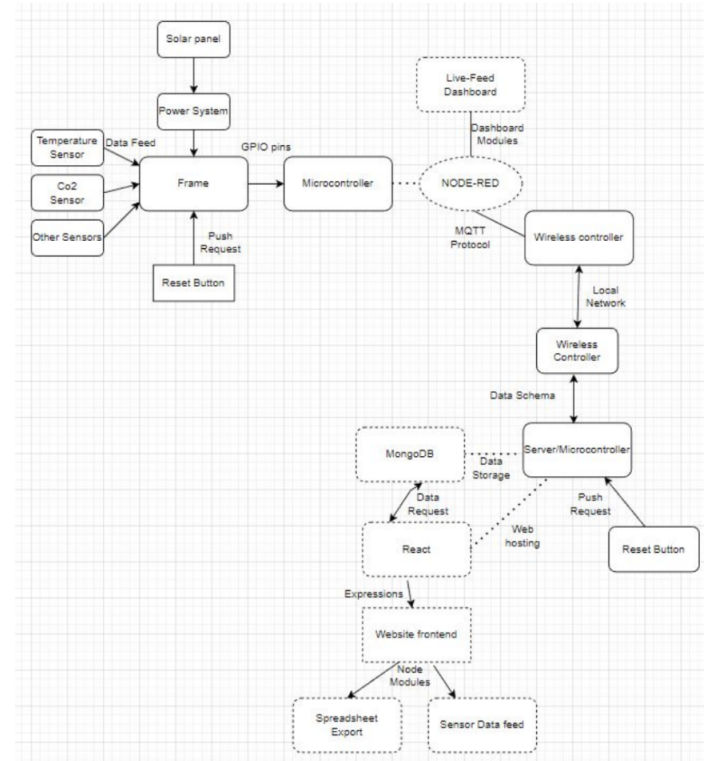 Solar panel
Live-Feed
Dashboard
Power System
Temperature
Sensor
Data Feed
Dashboard
Modules
GPIO pins
Co2
Sensor
Frame
Microcontroller
NODE-RED
Other Sensors
Push
Request
MQTT
Protocol
Wireless controller
Reset Button
Local
Network
Wireless
Controller
Data Schema
MongoDB
Data
Storage
Server/Microcontroller
Data
Request
Push
Request
Web
hosting
React
Reset Button
Expressions
Website frontend
Node
Modules
Spreadsheet
Export
Sensor Data feed